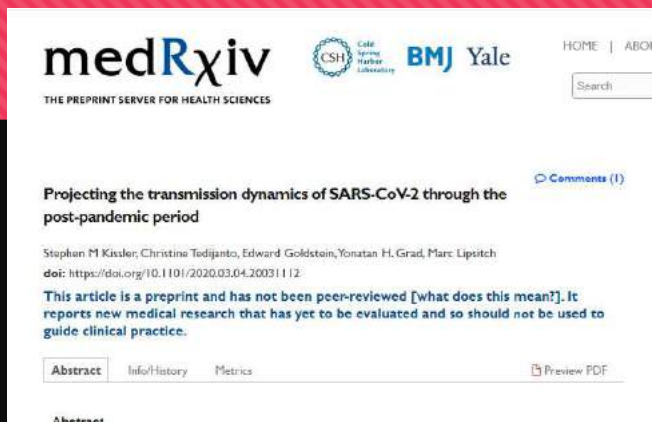 medRxiv
CSH Cold Spring Harbor Laboratory
BMJ Yale
HOME | ABO
THE PREPRINT SERVER FOR HEALTH SCIENCES
Search
Comments (1)
Projecting the transmission dynamics of SARS-CoV-2 through the
post-pandemic period
Stephen M Kissler, Christine Tedijanto, Edward Goldstein, Yonatan H. Grad, Marc Lipsitch
doi: https://doi.org/10.1101/2020.03.04.20031112
This article is a preprint and has not been peer-reviewed [what does this mean?]. It
reports new medical research that has yet to be evaluated and so should not be used to
guide clinical practice.
Abstract Info/History Metrics Preview PDF
Abstract